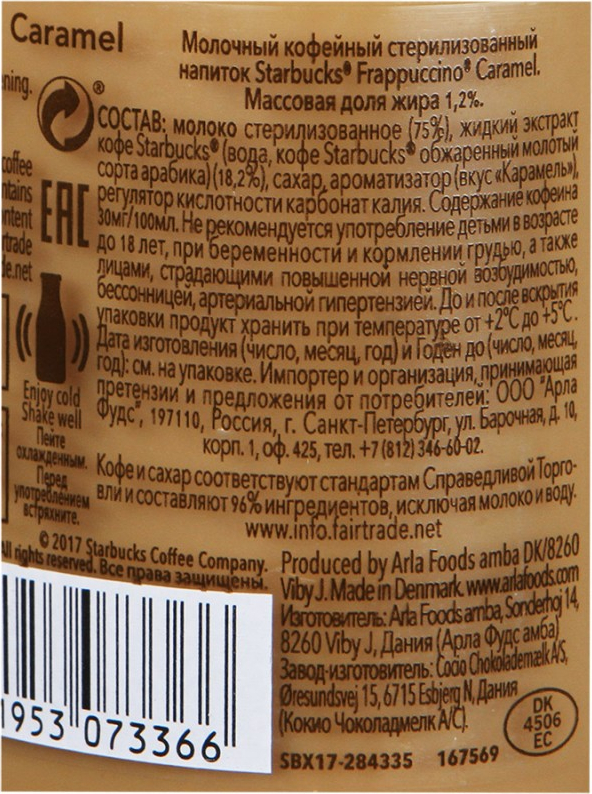 Caramel
Молочный кофейный стерилизованный
напиток Starbucks® Frappuccino® Caramel.
Массовая доля жира 1,2%.
СОСТАВ: молоко стерилизованное (75%), жидкий экстракт
кофе Starbucks® (вода, кофе Starbucks® обжаренный молотый
сорта арабика) (18,2%), сахар, ароматизатор (вкус «Карамель»),
регулятор кислотности карбонат калия. Содержание кофеина
30мг/100мл. Не рекомендуется употребление детьми в возрасте
до 18 лет, при беременности и кормлении грудью, а также
лицами, страдающими повышенной нервной возбудимостью,
бессонницей, артериальной гипертензией. До и после вскрытия
упаковки продукт хранить при температуре от +2°C до +5°C.
Дата изготовления (число, месяц, год) и Годен до (число, месяц,
год): см. на упаковке. Импортер и организация, принимающая
претензии и предложения от потребителей: ООО "Арла
Фудс", 197110, Россия, г. Санкт-Петербург, ул. Барочная, д. 10,
корп. 1, оф. 425, тел. +7 (812) 346-60-02.
Кофе и сахар соответствуют стандартам Справедливой Торго-
вли и составляют 96% ингредиентов, исключая молоко и воду.
www.info.fairtrade.net
ening.
®
coffee
ntains
ntent
rtrade
de.net
EAC
Enjoy cold
Shake well
Пейте
охлажденным.
Перед
употреблением
встряхните.
© 2017 Starbucks Coffee Company.
All rights reserved. Все права защищены.
1953 073366
Produced by Arla Foods amba DK/8260
Viby J. Made in Denmark. www.arlafoods.com
Изготовитель: Arla Foods amba, Sonderhoj 14,
8260 Viby J, Дания (Арла Фудс амба)
Завод-изготовитель: Cocio Chokolademælk A/S,
Øresundsvej 15, 6715 Esbjerg N, Дания
(Кокио Чоколадмелк А/С).
DK
4506
EC
SBX17-284335 167569